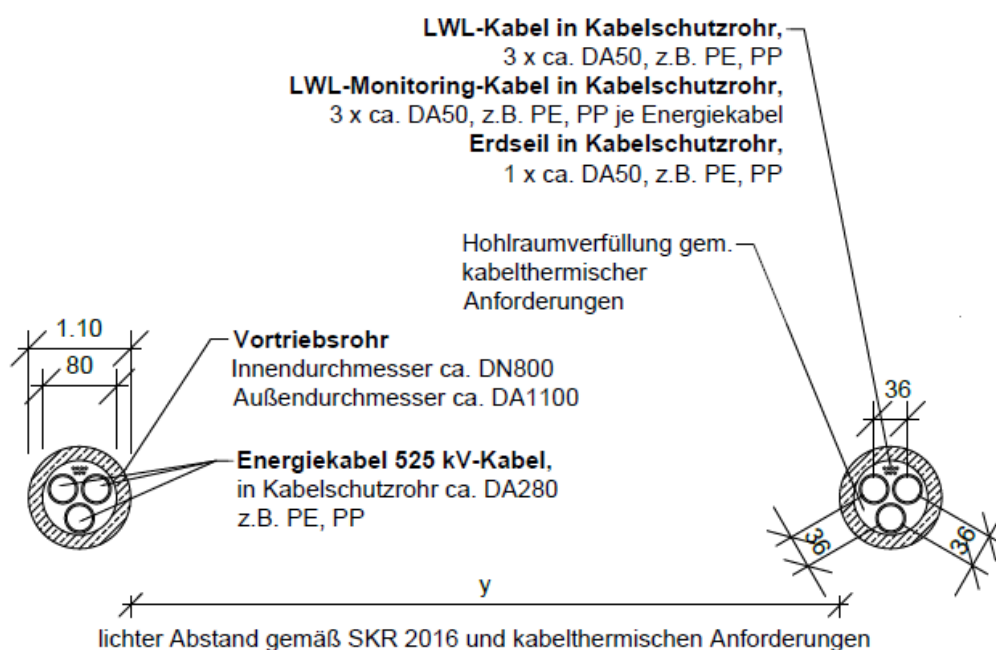 LWL-Kabel in Kabelschutzrohr,
3 x ca. DA50, z.B. PE, PP
LWL-Monitoring-Kabel in Kabelschutzrohr,
3 x ca. DA50, z.B. PE, PP je Energiekabel
Erdseil in Kabelschutzrohr,
1 x ca. DA50, z.B. PE, PP
Hohlraumverfüllung gem.
kabelthermischer
Anforderungen
1.10
80
Vortriebsrohr
Innendurchmesser ca. DN800
Außendurchmesser ca. DA1100
36
Energiekabel 525 kV-Kabel,
in Kabelschutzrohr ca. DA280
z.B. PE, PP
36
36
y
lichter Abstand gemäß SKR 2016 und kabelthermischen Anforderungen